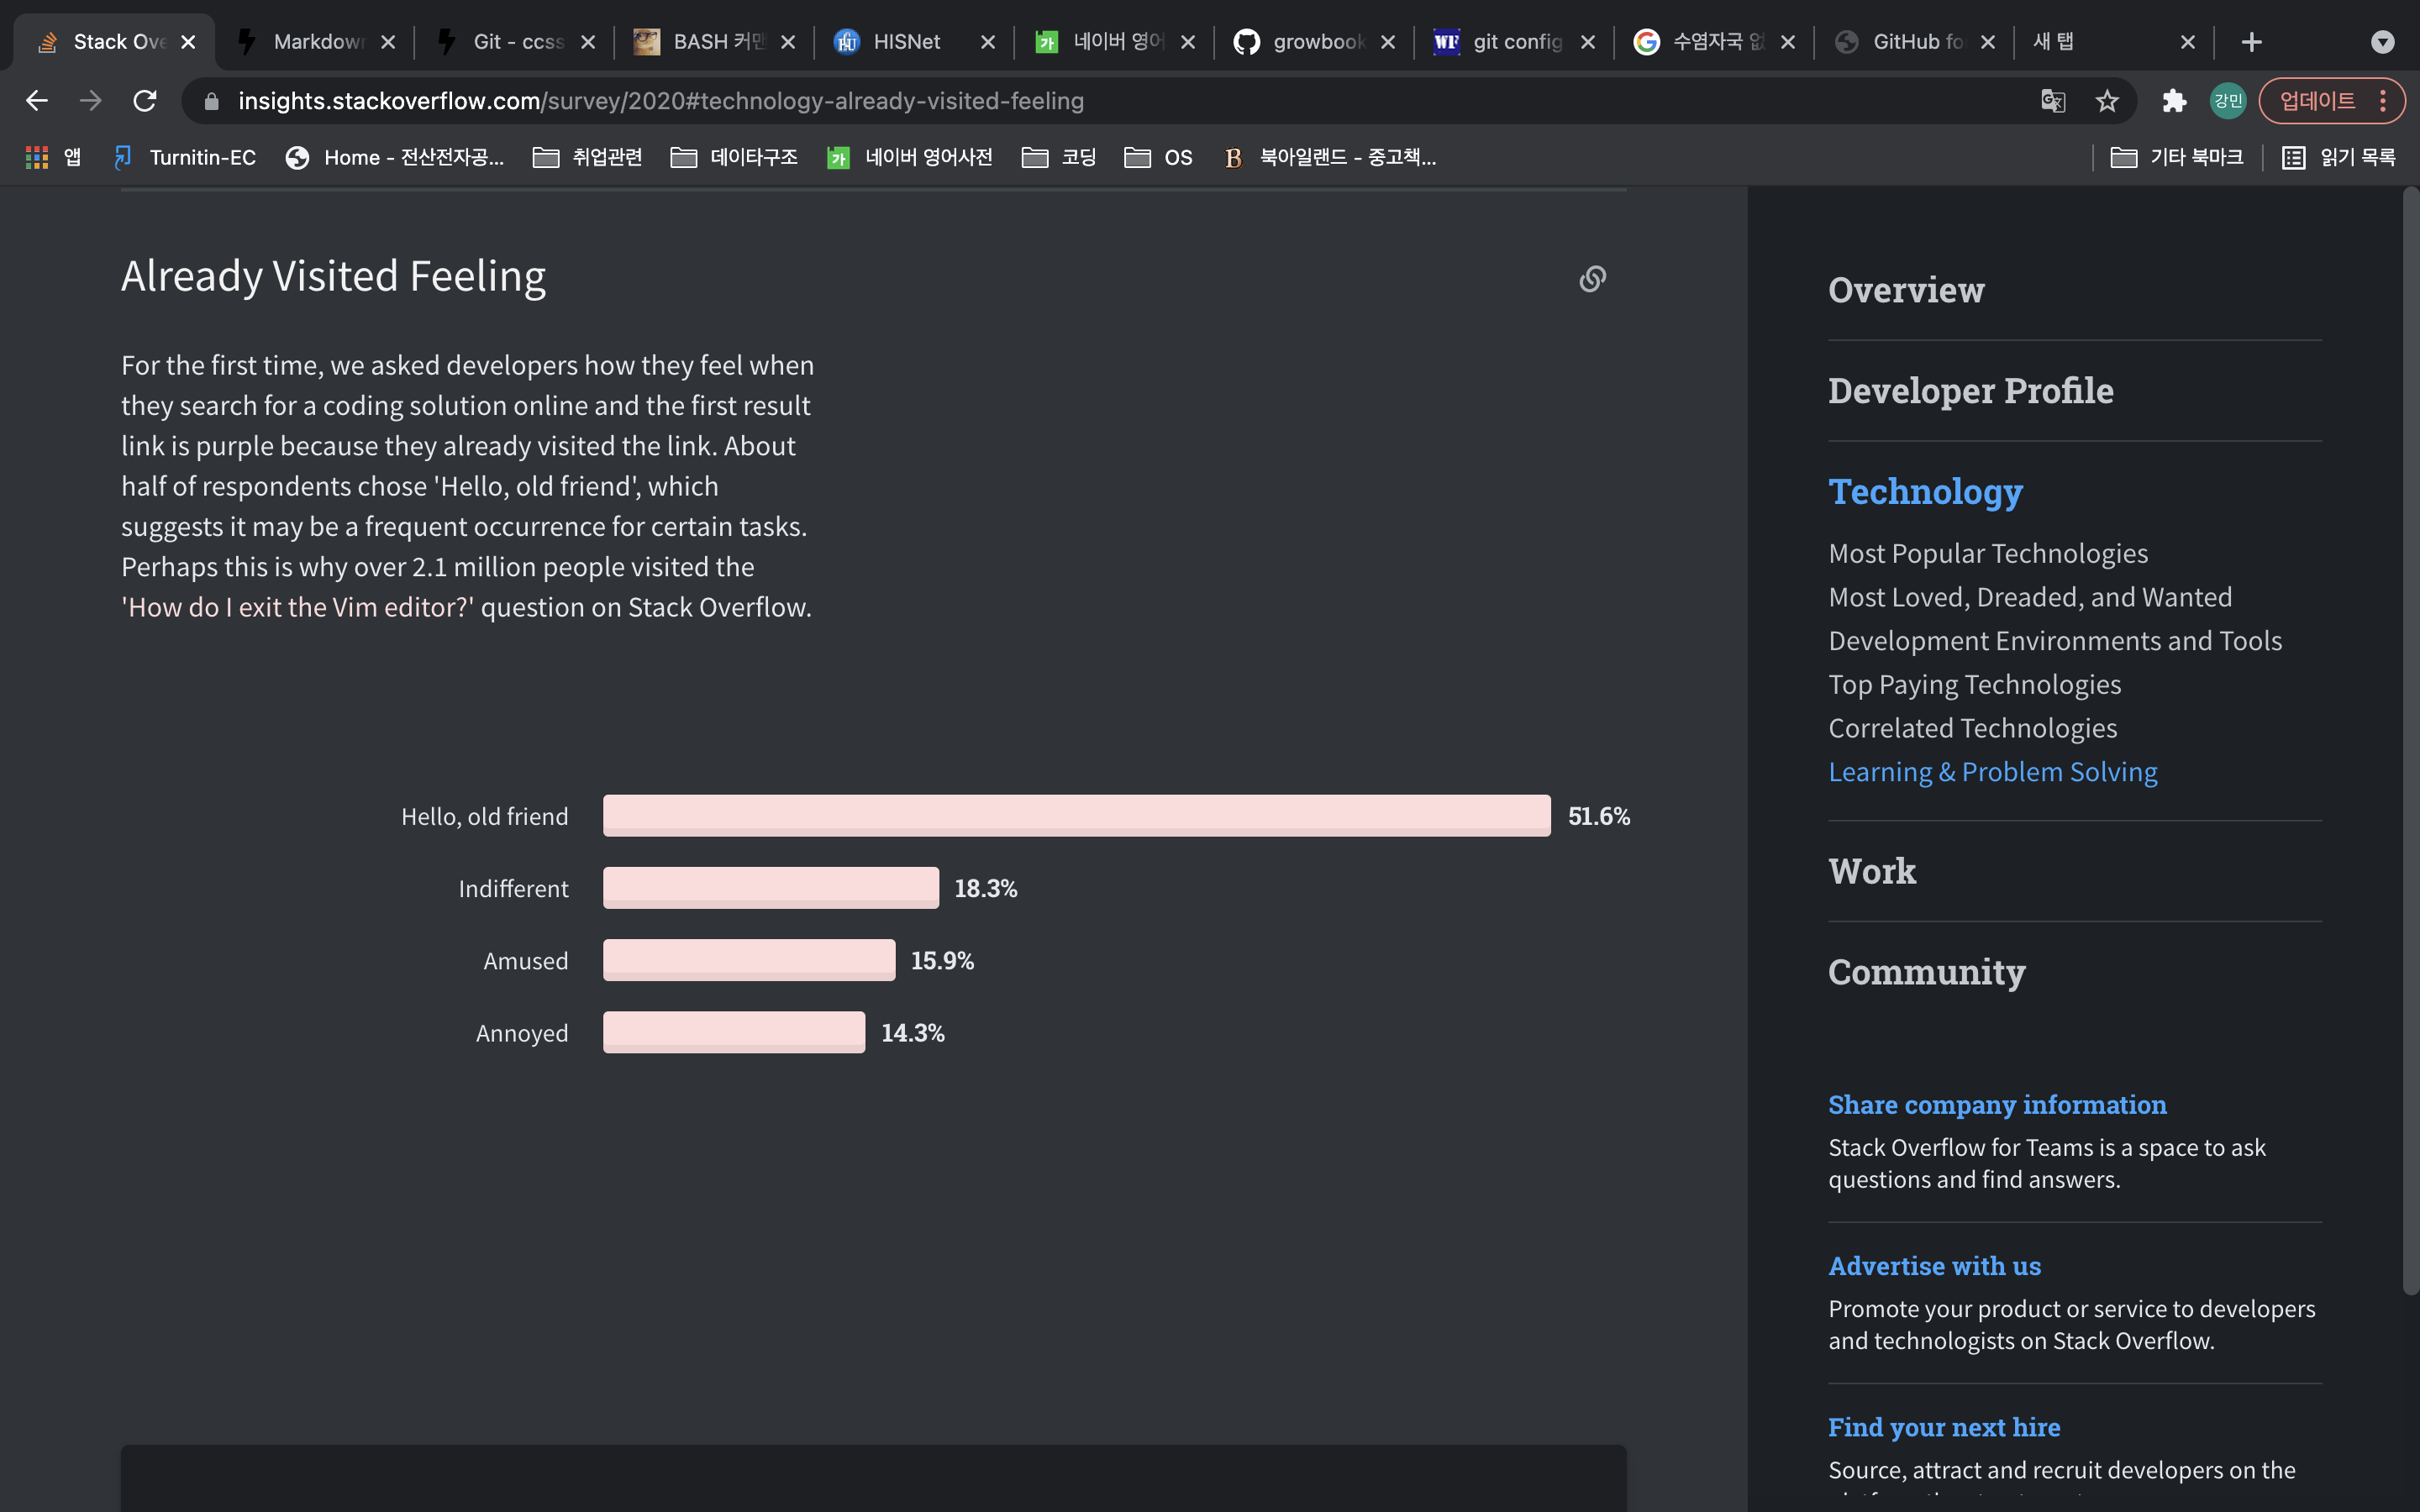 Stack Ove
Markdown
Git - ccss
BASH 커맨
HISNet
네이버 영어
growbook
git config
수염자국 없
GitHub fo
새 탭
insights.stackoverflow.com/survey/2020#technology-already-visited-feeling
강민
업데이트
앱
Turnitin-EC
Home - 전산전자공...
취업관련
데이타구조
네이버 영어사전
코딩
OS
북아일랜드 - 중고책...
기타 북마크
읽기 목록
Already Visited Feeling
For the first time, we asked developers how they feel when
they search for a coding solution online and the first result
link is purple because they already visited the link. About
half of respondents chose 'Hello, old friend', which
suggests it may be a frequent occurrence for certain tasks.
Perhaps this is why over 2.1 million people visited the
'How do I exit the Vim editor?' question on Stack Overflow.
Hello, old friend 51.6%
Indifferent 18.3%
Amused 15.9%
Annoyed 14.3%
Overview
Developer Profile
Technology
Most Popular Technologies
Most Loved, Dreaded, and Wanted
Development Environments and Tools
Top Paying Technologies
Correlated Technologies
Learning & Problem Solving
Work
Community
Share company information
Stack Overflow for Teams is a space to ask
questions and find answers.
Advertise with us
Promote your product or service to developers
and technologists on Stack Overflow.
Find your next hire
Source, attract and recruit developers on the